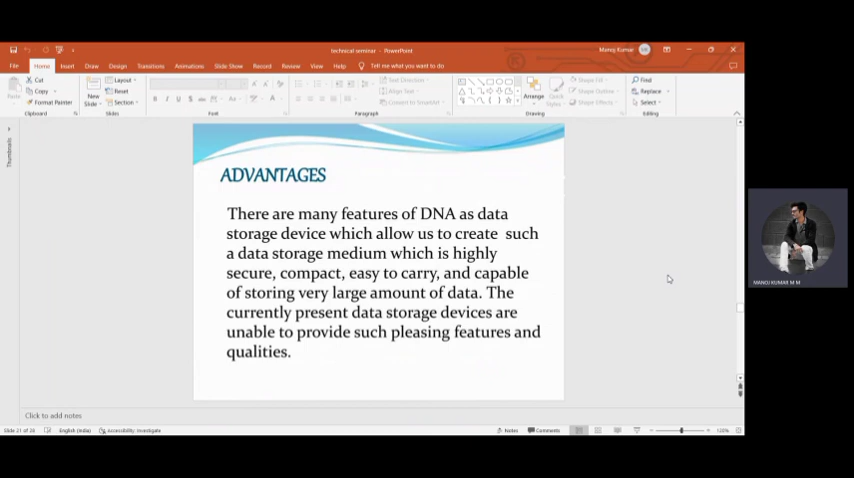 technical seminar - PowerPoint
Manoj Kumar
File Home Insert Draw Design Transitions Animations Slide Show Record Review View Help Tell me what you want to do
Paste
Cut
Copy
Format Painter
Clipboard
New Slide
Layout
Reset
Section
Slides
Font
Text Direction
Align Text
Convert to SmartArt
Paragraph
Arrange
Quick Styles
Shape Fill
Shape Outline
Shape Effects
Drawing
Find
Replace
Select
Editing
Thumbnails
ADVANTAGES
There are many features of DNA as data
storage device which allow us to create such
a data storage medium which is highly
secure, compact, easy to carry, and capable
of storing very large amount of data. The
currently present data storage devices are
unable to provide such pleasing features and
qualities.
MANOJ KUMAR M M
Click to add notes
English (India) Accessibility: Investigate
Notes Comments